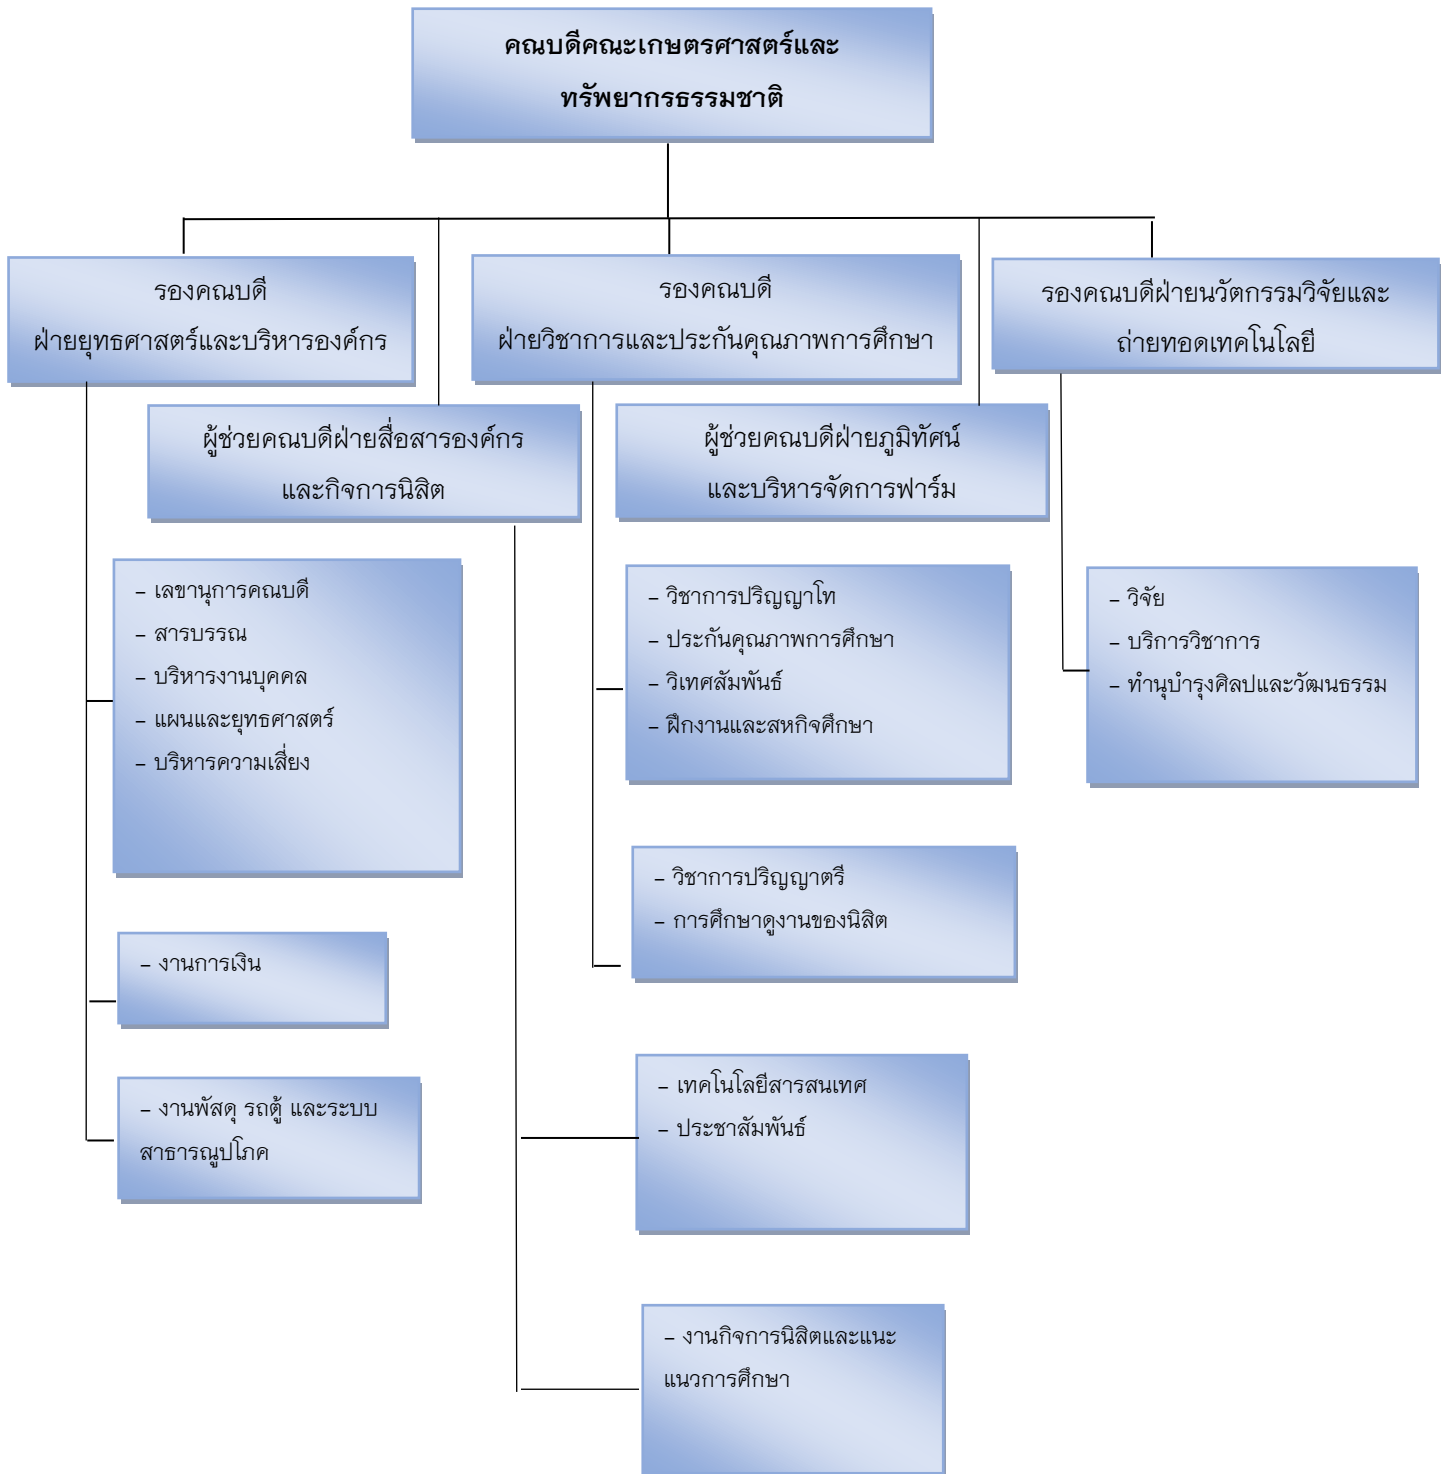 คณบดีคณะเกษตรศาสตร์และ
ทรัพยากรธรรมชาติ
รองคณบดี
ฝ่ายยุทธศาสตร์และบริหารองค์กร
รองคณบดี
ฝ่ายวิชาการและประกันคุณภาพการศึกษา
รองคณบดีฝ่ายนวัตกรรมวิจัยและ
ถ่ายทอดเทคโนโลยี
ผู้ช่วยคณบดีฝ่ายสื่อสารองค์กร
และกิจการนิสิต
ผู้ช่วยคณบดีฝ่ายภูมิทัศน์
และบริหารจัดการฟาร์ม
– เลขานุการคณบดี
– สารบรรณ
– บริหารงานบุคคล
– แผนและยุทธศาสตร์
– บริหารความเสี่ยง
– วิชาการปริญญาโท
– ประกันคุณภาพการศึกษา
– วิเทศสัมพันธ์
– ฝึกงานและสหกิจศึกษา
– วิจัย
– บริการวิชาการ
– ทำนุบำรุงศิลปและวัฒนธรรม
– วิชาการปริญญาตรี
– การศึกษาดูงานของนิสิต
– งานการเงิน
– งานพัสดุ รถตู้ และระบบ
สาธารณูปโภค
– เทคโนโลยีสารสนเทศ
– ประชาสัมพันธ์
– งานกิจการนิสิตและแนะ
แนวการศึกษา